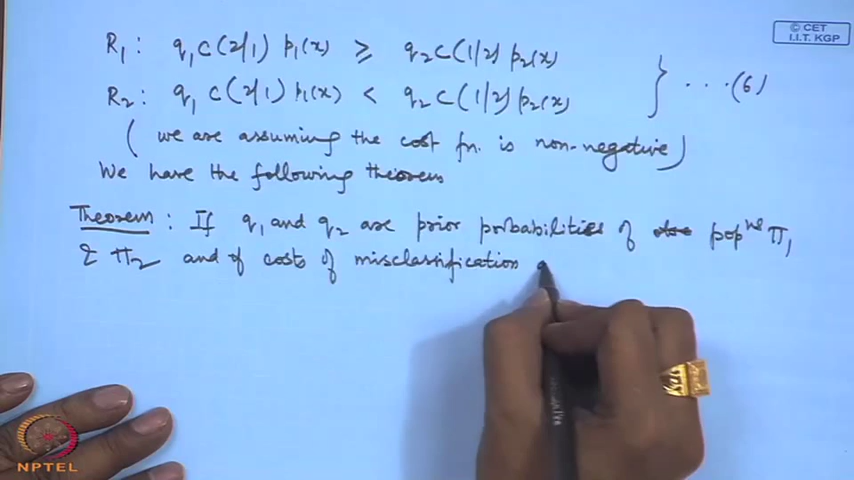 © CET
I.I.T. KGP
R₁ : q₁ C(2/1) p₁(x) ≥ q₂ C(1/2) p₂(x)
R₂ : q₁ C(2/1) p₁(x) < q₂ C(1/2) p₂(x) } ...(6)
(we are assuming the cost fn. is non-negative)
We have the following theorem
Theorem : If q₁ and q₂ are prior probabilities of popⁿˢ Π₁
& Π₂ and if costs of misclassification
NPTEL